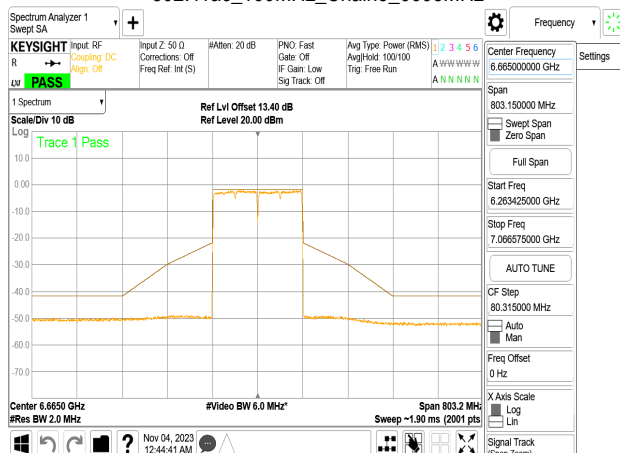 Spectrum Analyzer 1
Swept SA
Frequency
KEYSIGHT
R
LXI
PASS
Input: RF
Coupling: DC
Align: Off
Input Z: 50 Ω
Corrections: Off
Freq Ref: Int (S)
#Atten: 20 dB
PNO: Fast
Gate: Off
IF Gain: Low
Sig Track: Off
Avg Type: Power (RMS)
Avg|Hold: 100/100
Trig: Free Run
1 2 3 4 5 6
A W W W W W
A N N N N N
1 Spectrum
Scale/Div 10 dB
Log
Ref Lvl Offset 13.40 dB
Ref Level 20.00 dBm
Trace 1 Pass
10.0
0.00
-10.0
-20.0
-30.0
-40.0
-50.0
-60.0
-70.0
Center 6.6650 GHz
#Res BW 2.0 MHz
#Video BW 6.0 MHz*
Span 803.2 MHz
Sweep ~1.90 ms (2001 pts)
Nov 04, 2023
12:44:41 AM
Center Frequency
6.665000000 GHz
Settings
Span
803.150000 MHz
Swept Span
Zero Span
Full Span
Start Freq
6.263425000 GHz
Stop Freq
7.066575000 GHz
AUTO TUNE
CF Step
80.315000 MHz
Auto
Man
Freq Offset
0 Hz
X Axis Scale
Log
Lin
Signal Track
(Span Zoom)